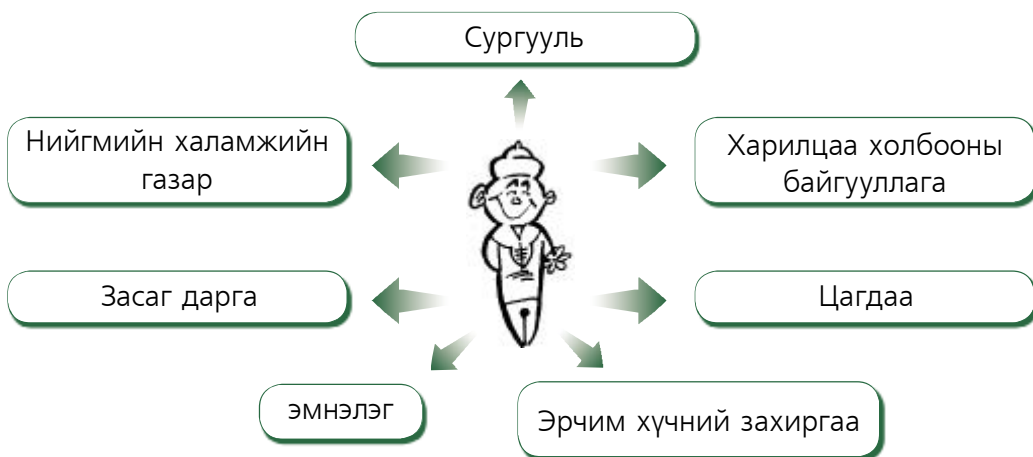 Сургууль
Нийгмийн халамжийн
газар
Харилцаа холбооны
байгууллага
Засаг дарга
Цагдаа
эмнэлэг
Эрчим хүчний захиргаа